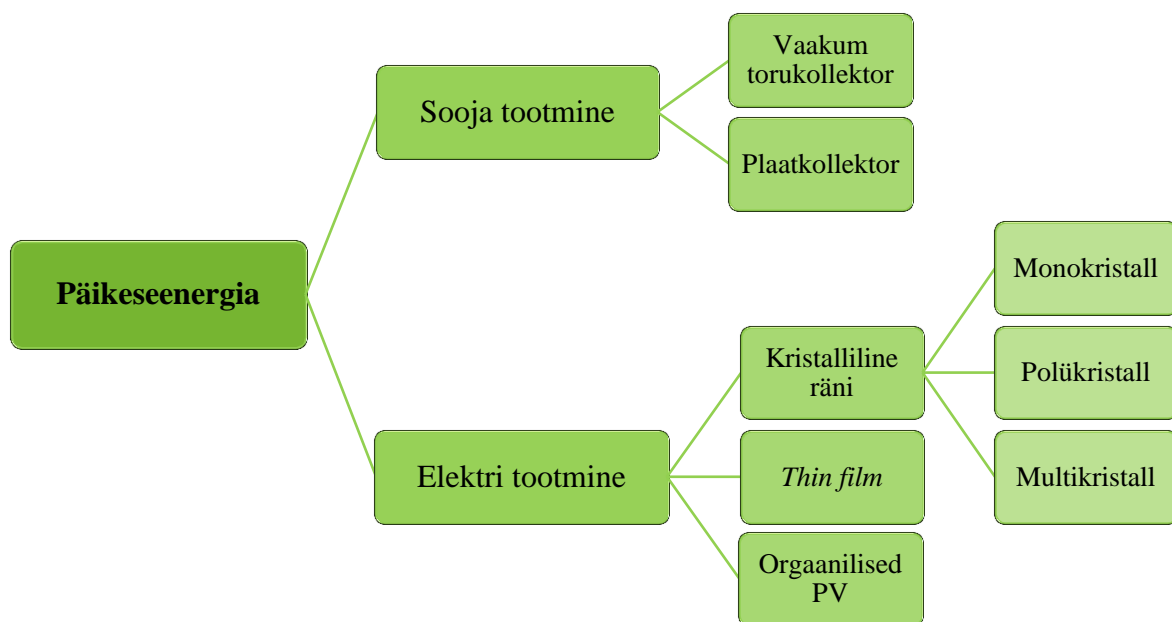 Päikeseenergia
Sooja tootmine
Vaakum
torukollektor
Plaatkollektor
Elektri tootmine
Kristalliline
räni
Monokristall
Polükristall
Multikristall
Thin film
Orgaanilised
PV